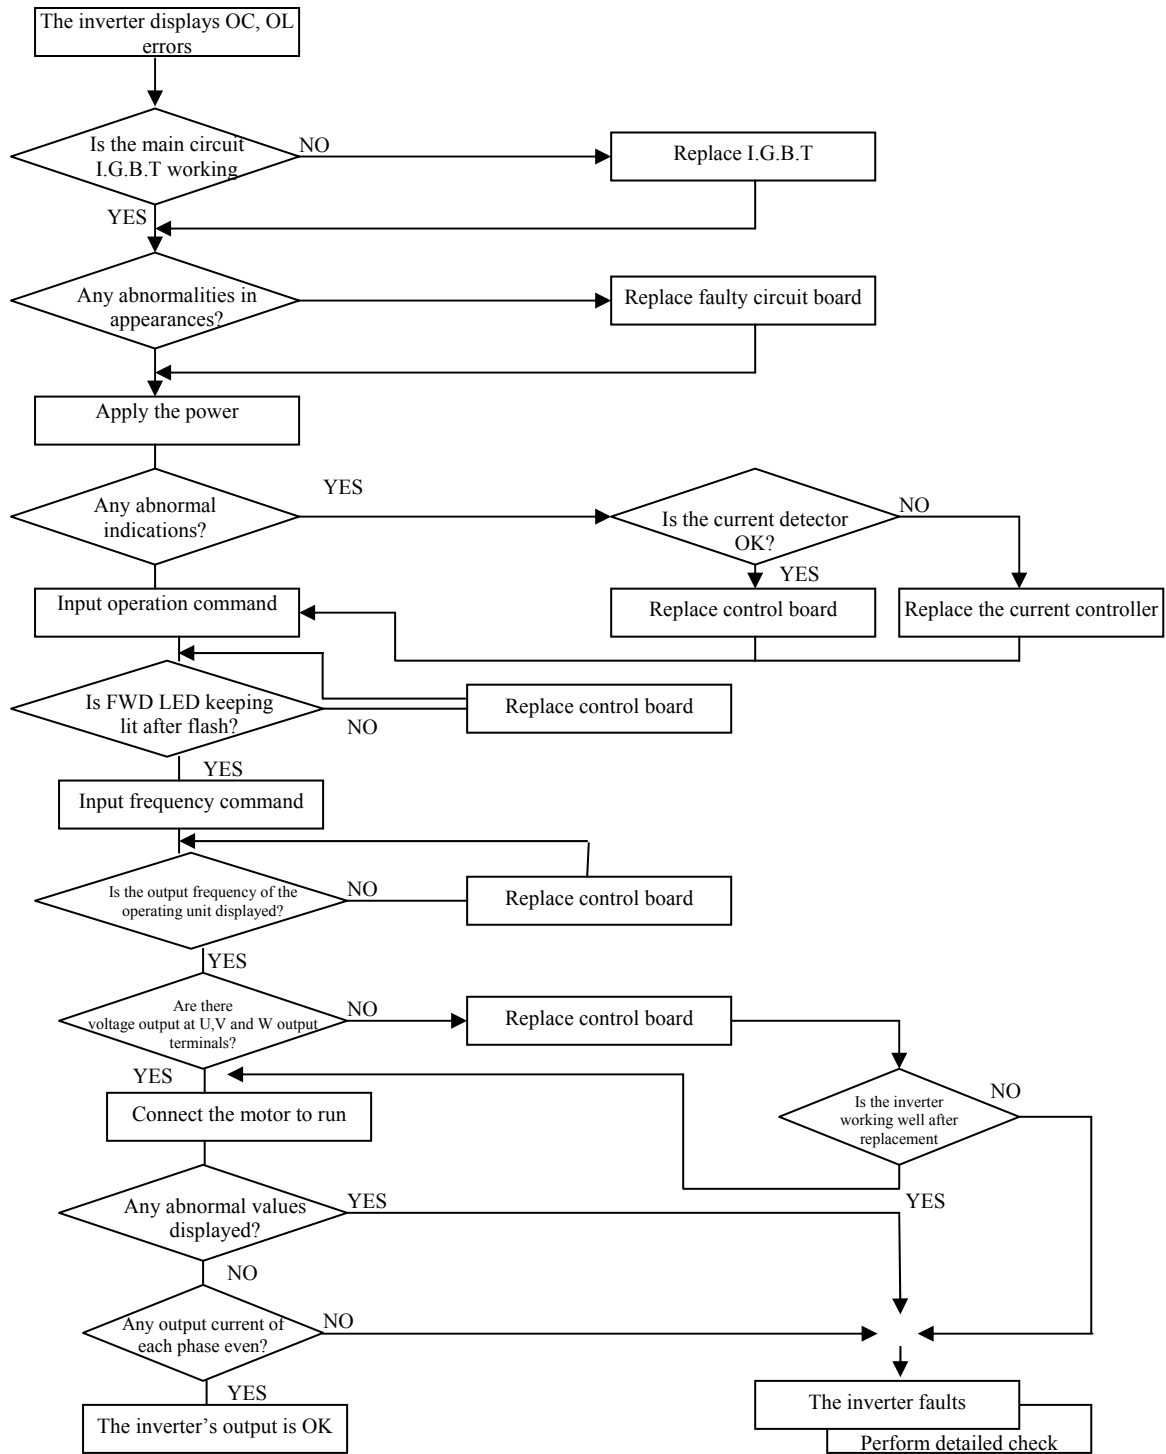 The inverter displays OC, OL
errors
Is the main circuit
I.G.B.T working
NO
Replace I.G.B.T
YES
Any abnormalities in
appearances?
Replace faulty circuit board
Apply the power
Any abnormal
indications?
YES
Is the current detector
OK?
NO
YES
Input operation command
Replace control board
Replace the current controller
Is FWD LED keeping
lit after flash?
NO
Replace control board
YES
Input frequency command
Is the output frequency of the
operating unit displayed?
NO
Replace control board
YES
Are there
voltage output at U,V and W output
terminals?
NO
Replace control board
YES
Connect the motor to run
Is the inverter
working well after
replacement
NO
YES
Any abnormal values
displayed?
YES
NO
Any output current of
each phase even?
NO
YES
The inverter’s output is OK
The inverter faults
Perform detailed check